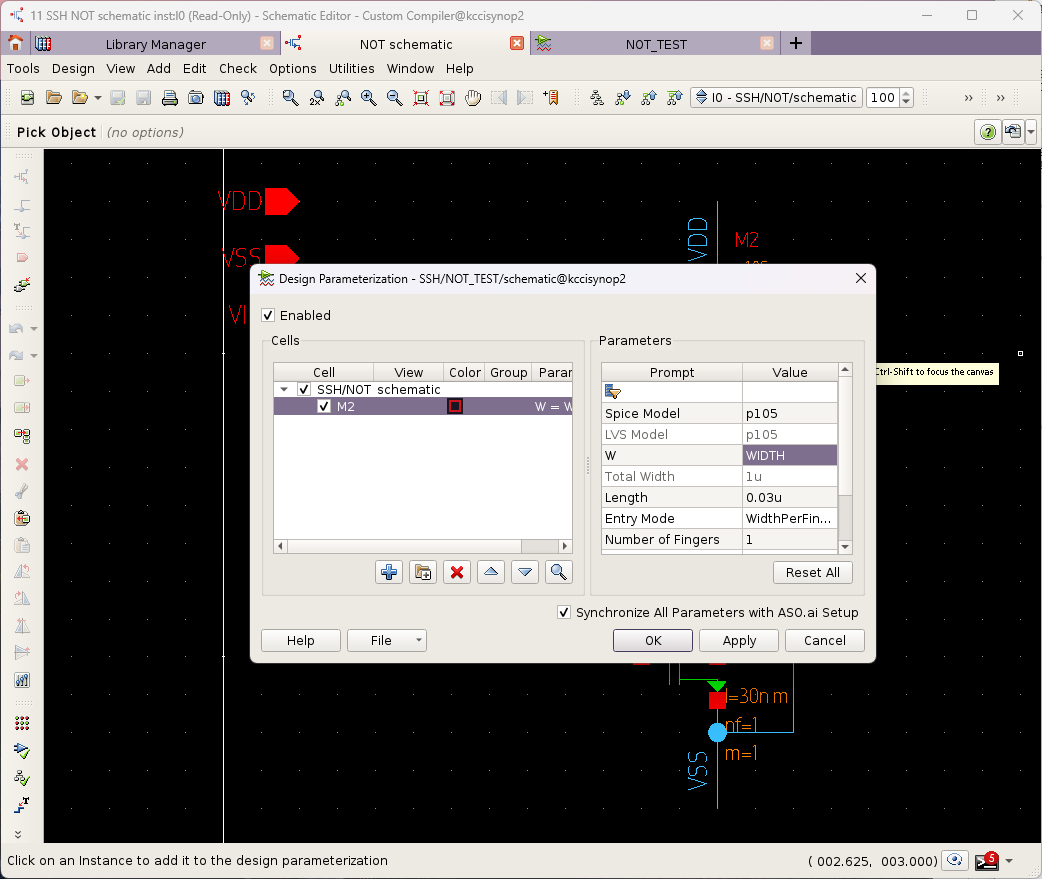 11 SSH NOT schematic inst:I0 (Read-Only) - Schematic Editor - Custom Compiler@kccisynop2
Library Manager
NOT schematic
NOT_TEST
Tools Design View Add Edit Check Options Utilities Window Help
I0 - SSH/NOT/schematic
100
Pick Object (no options)
VDD
VSS
VI
VDD
M2
Design Parameterization - SSH/NOT_TEST/schematic@kccisynop2
Enabled
Cells
Cell View Color Group Parar
SSH/NOT schematic
M2 W = W
Parameters
Prompt Value
Spice Model p105
LVS Model p105
W WIDTH
Total Width 1u
Length 0.03u
Entry Mode WidthPerFin...
Number of Fingers 1
Reset All
Synchronize All Parameters with ASO.ai Setup
Help File OK Apply Cancel
Ctrl-Shift to focus the canvas
l=30n m
nf=1
m=1
VSS
Click on an Instance to add it to the design parameterization
( 002.625, 003.000)
5